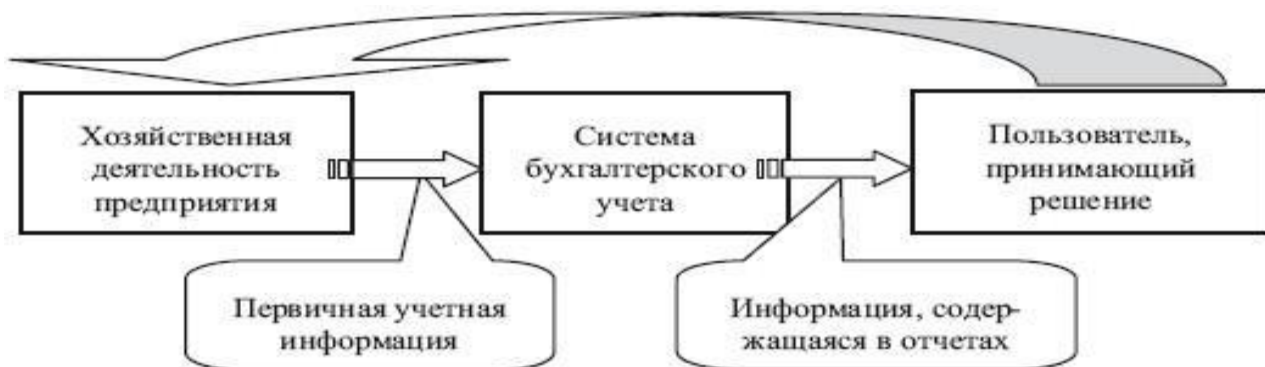 Хозяйственная
деятельность
предприятия
Система
бухгалтерского
учета
Пользователь,
принимающий
решение
Первичная учетная
информация
Информация, содер-
жащаяся в отчетах